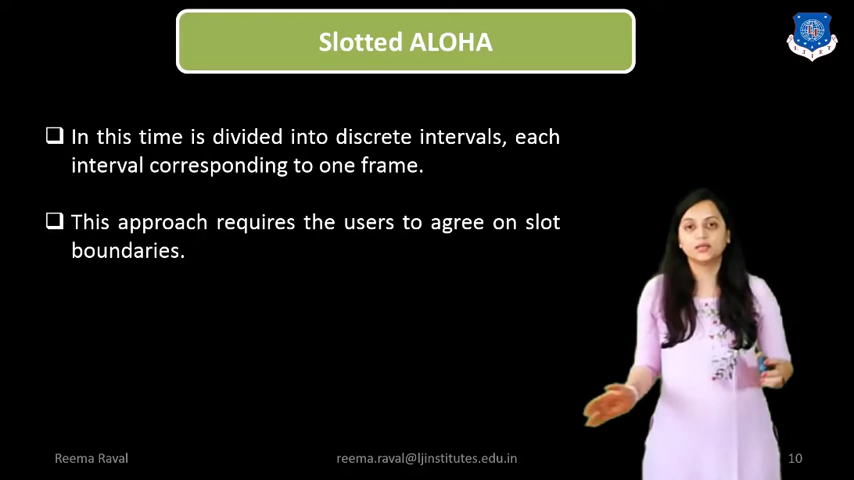 Slotted ALOHA
In this time is divided into discrete intervals, each
interval corresponding to one frame.
This approach requires the users to agree on slot
boundaries.
Reema Raval
reema.raval@ljinstitutes.edu.in
10